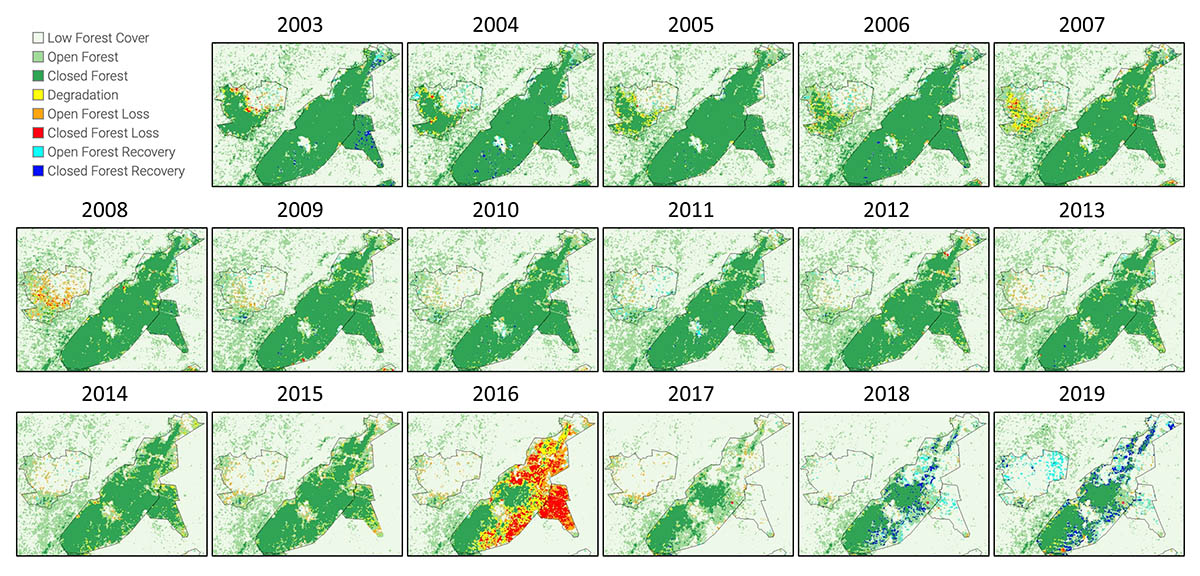 Low Forest Cover
Open Forest
Closed Forest
Degradation
Open Forest Loss
Closed Forest Loss
Open Forest Recovery
Closed Forest Recovery
2003 2004 2005 2006 2007
2008 2009 2010 2011 2012 2013
2014 2015 2016 2017 2018 2019